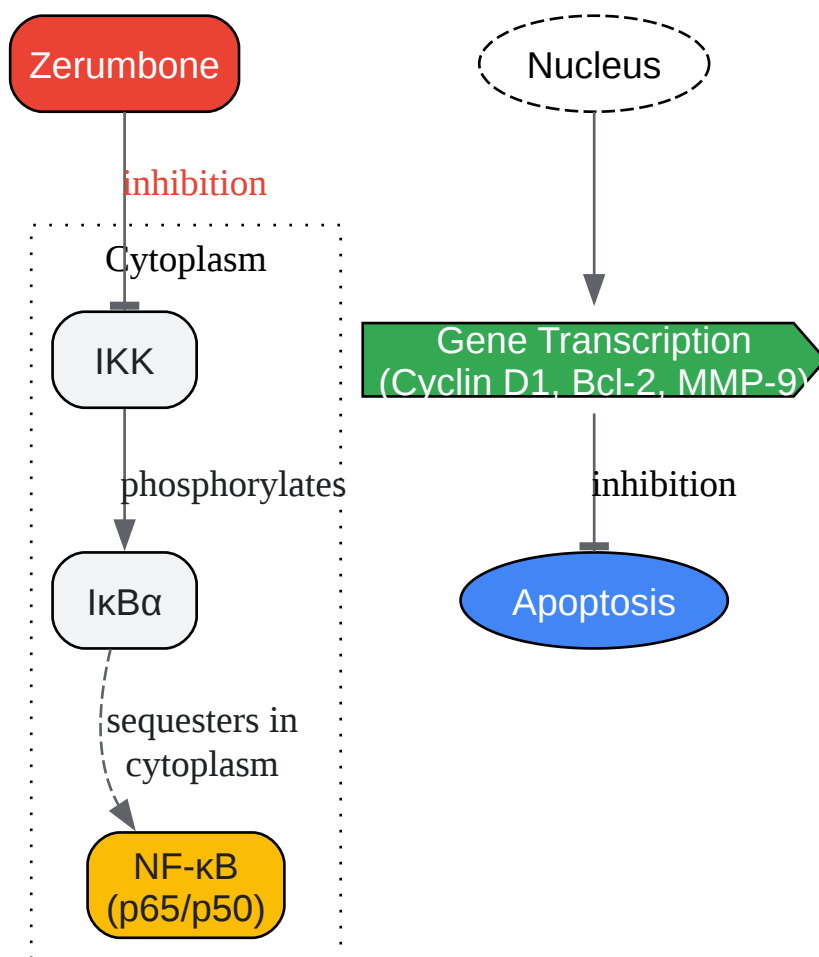 Zerumbone
Nucleus
inhibition
Cytoplasm
IKK
Gene Transcription
(Cyclin D1, Bcl-2, MMP-9)
phosphorylates
inhibition
IκBα
Apoptosis
sequesters in
cytoplasm
NF-κB
(p65/p50)